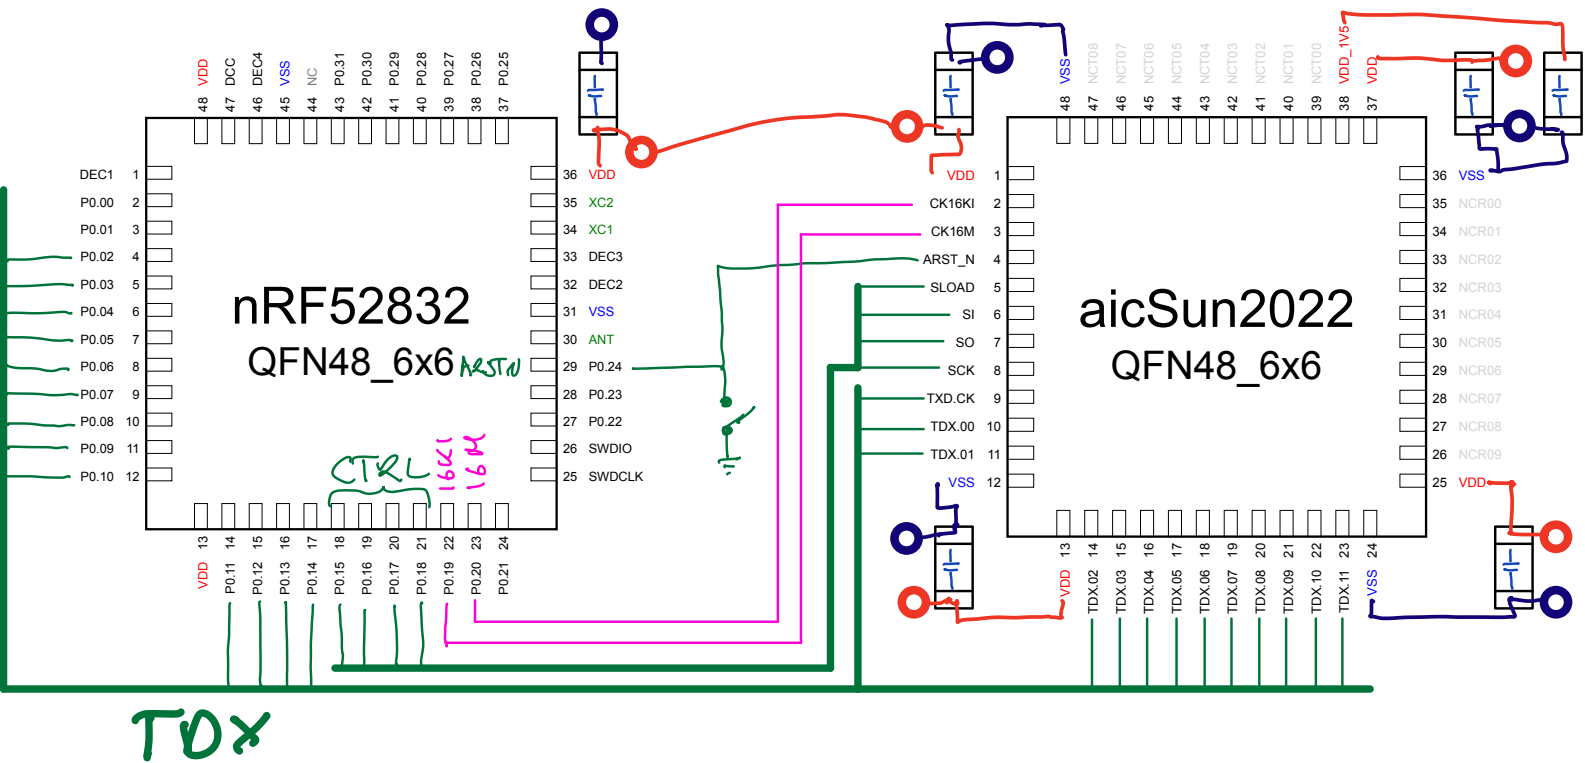 48 VDD
47 DCC
46 DEC4
45 VSS
44 NC
43 P0.31
42 P0.30
41 P0.29
40 P0.28
39 P0.27
38 P0.26
37 P0.25
DEC1 1
P0.00 2
P0.01 3
P0.02 4
P0.03 5
P0.04 6
P0.05 7
P0.06 8
P0.07 9
P0.08 10
P0.09 11
P0.10 12
nRF52832
QFN48_6x6
ARSTN
CTRL
16KI
16M
36 VDD
35 XC2
34 XC1
33 DEC3
32 DEC2
31 VSS
30 ANT
29 P0.24
28 P0.23
27 P0.22
26 SWDIO
25 SWDCLK
VDD 13
P0.11 14
P0.12 15
P0.13 16
P0.14 17
P0.15 18
P0.16 19
P0.17 20
P0.18 21
P0.19 22
P0.20 23
P0.21 24
48 VSS
47 NCT08
46 NCT07
45 NCT06
44 NCT05
43 NCT04
42 NCT03
41 NCT02
40 NCT01
39 NCT00
38 VDD_1V5
37 VDD
VDD 1
CK16KI 2
CK16M 3
ARST_N 4
SLOAD 5
SI 6
SO 7
SCK 8
TXD.CK 9
TDX.00 10
TDX.01 11
VSS 12
aicSun2022
QFN48_6x6
36 VSS
35 NCR00
34 NCR01
33 NCR02
32 NCR03
31 NCR04
30 NCR05
29 NCR06
28 NCR07
27 NCR08
26 NCR09
25 VDD
VDD 13
TDX.02 14
TDX.03 15
TDX.04 16
TDX.05 17
TDX.06 18
TDX.07 19
TDX.08 20
TDX.09 21
TDX.10 22
TDX.11 23
VSS 24
TDX